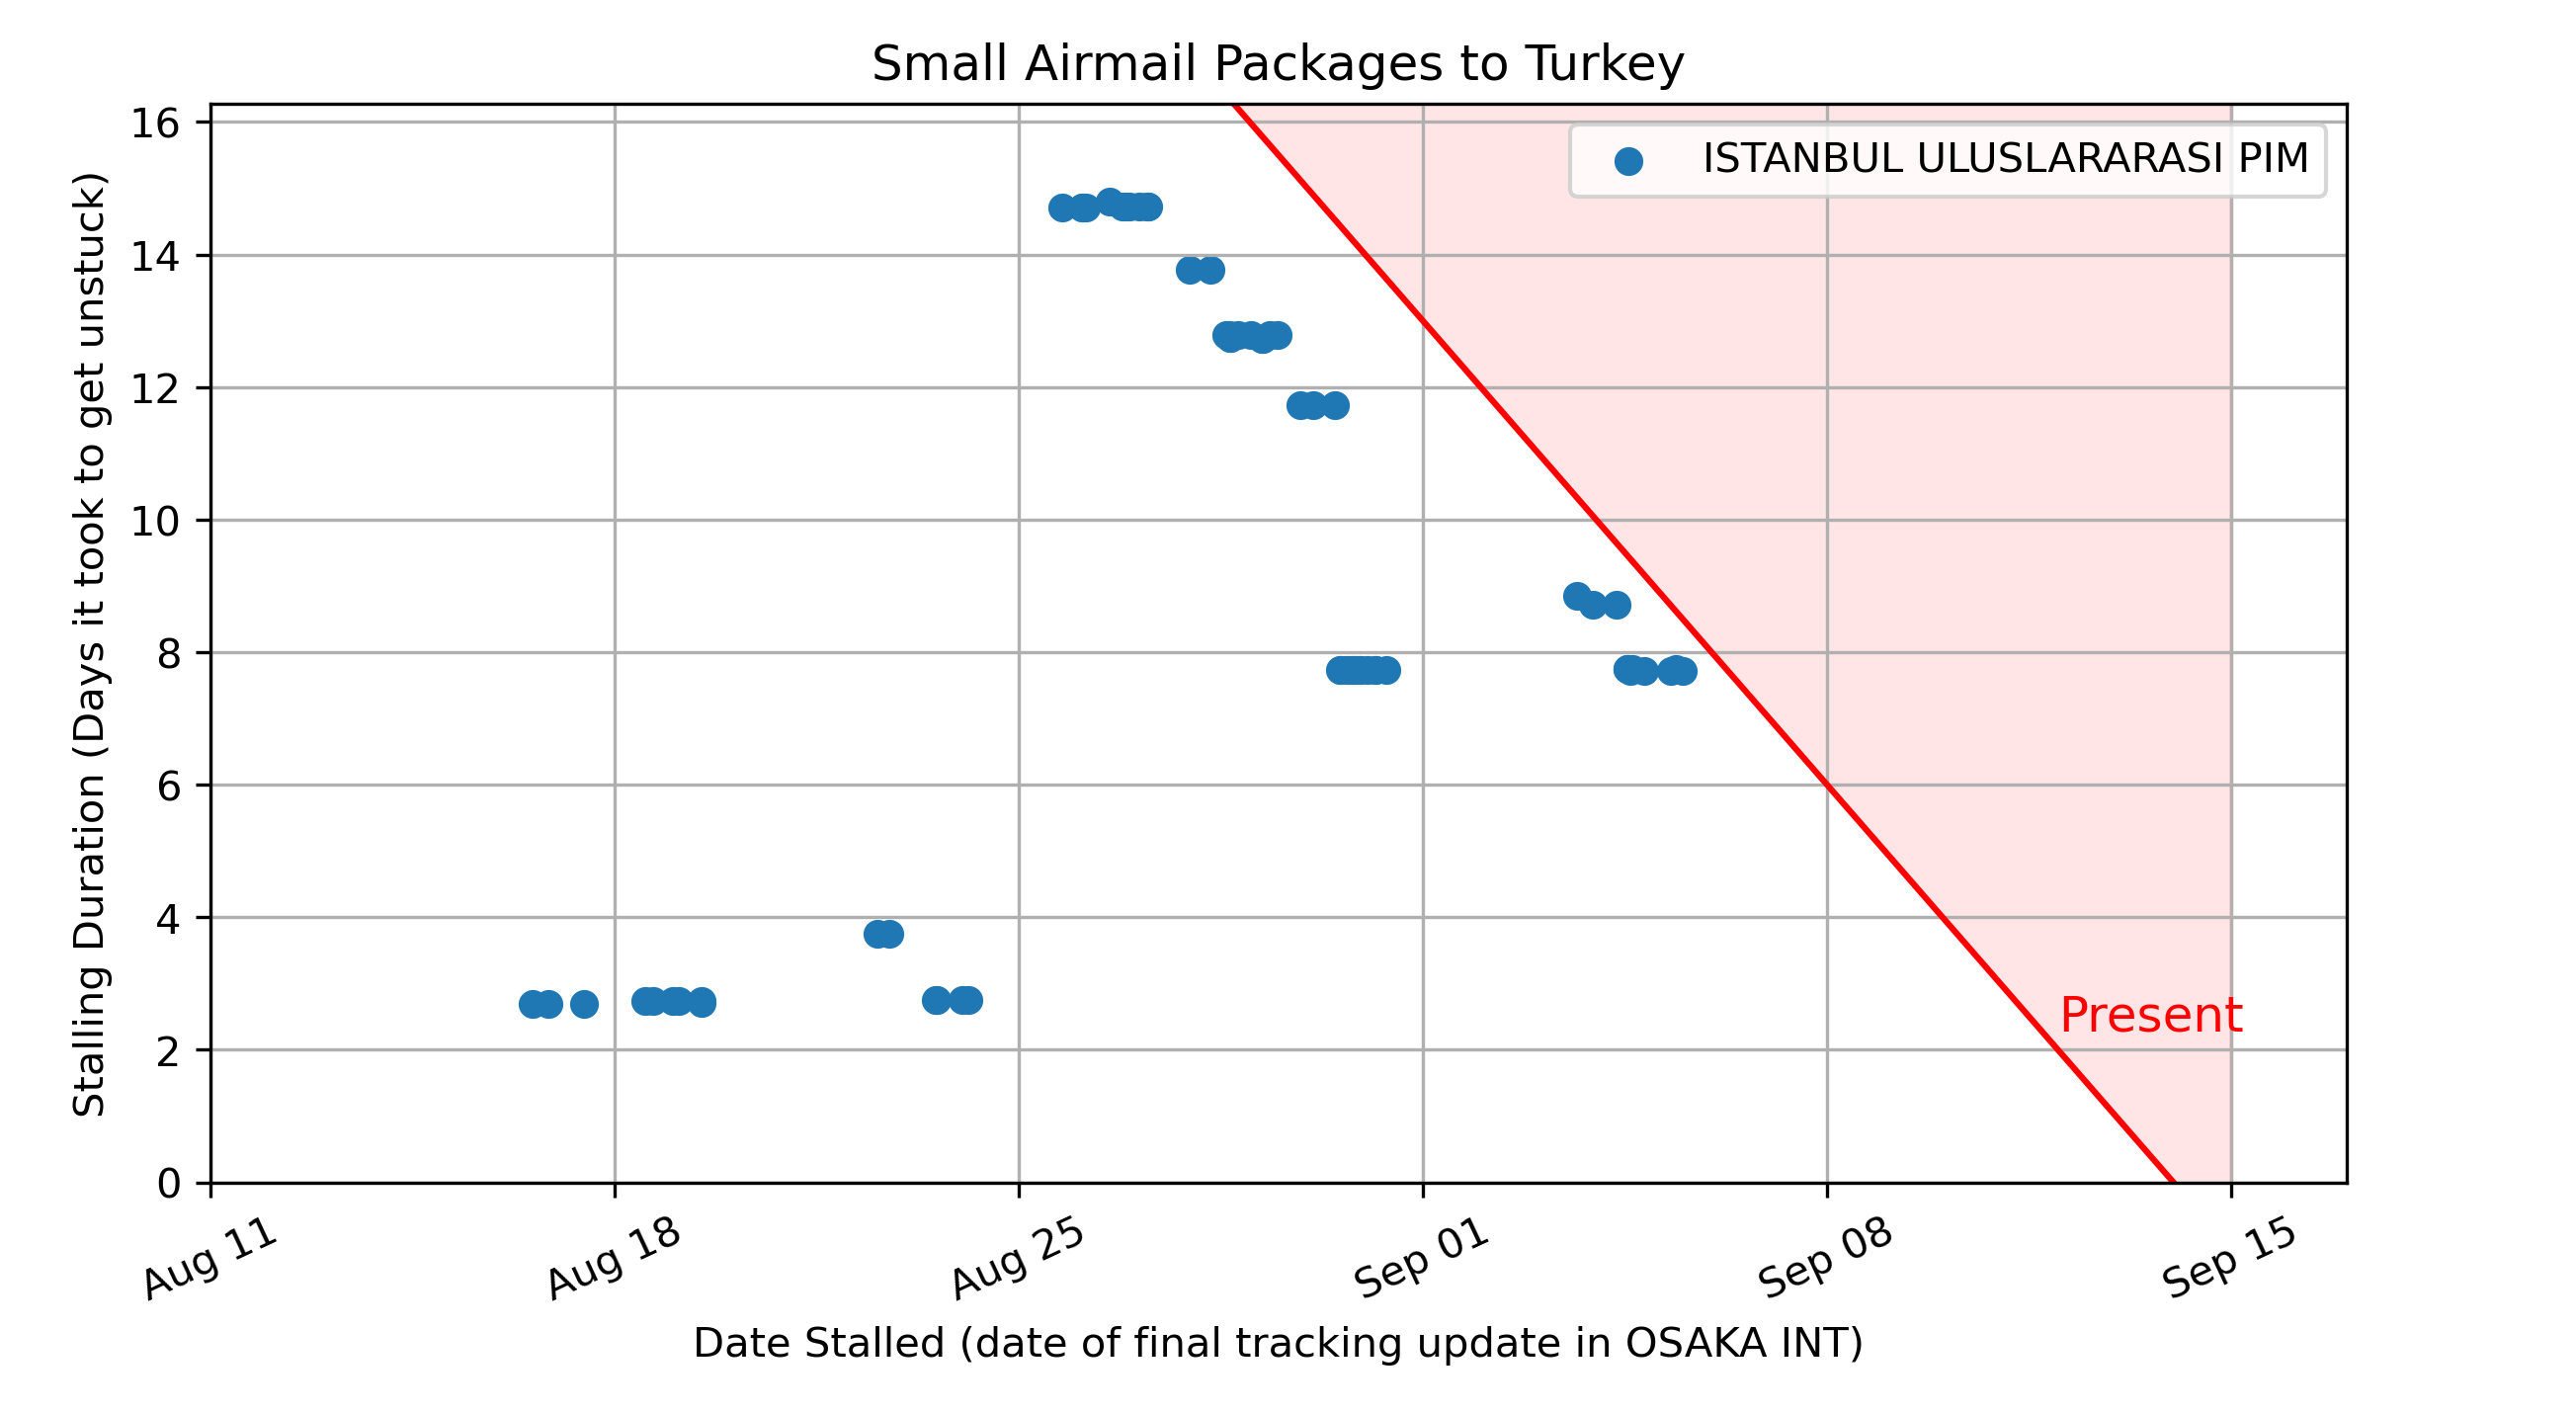 Small Airmail Packages to Turkey
ISTANBUL ULUSLARARASI PIM
Stalling Duration (Days it took to get unstuck)
16
14
12
10
8
6
4
2
0
Present
Aug 11
Aug 18
Aug 25
Sep 01
Sep 08
Sep 15
Date Stalled (date of final tracking update in OSAKA INT)